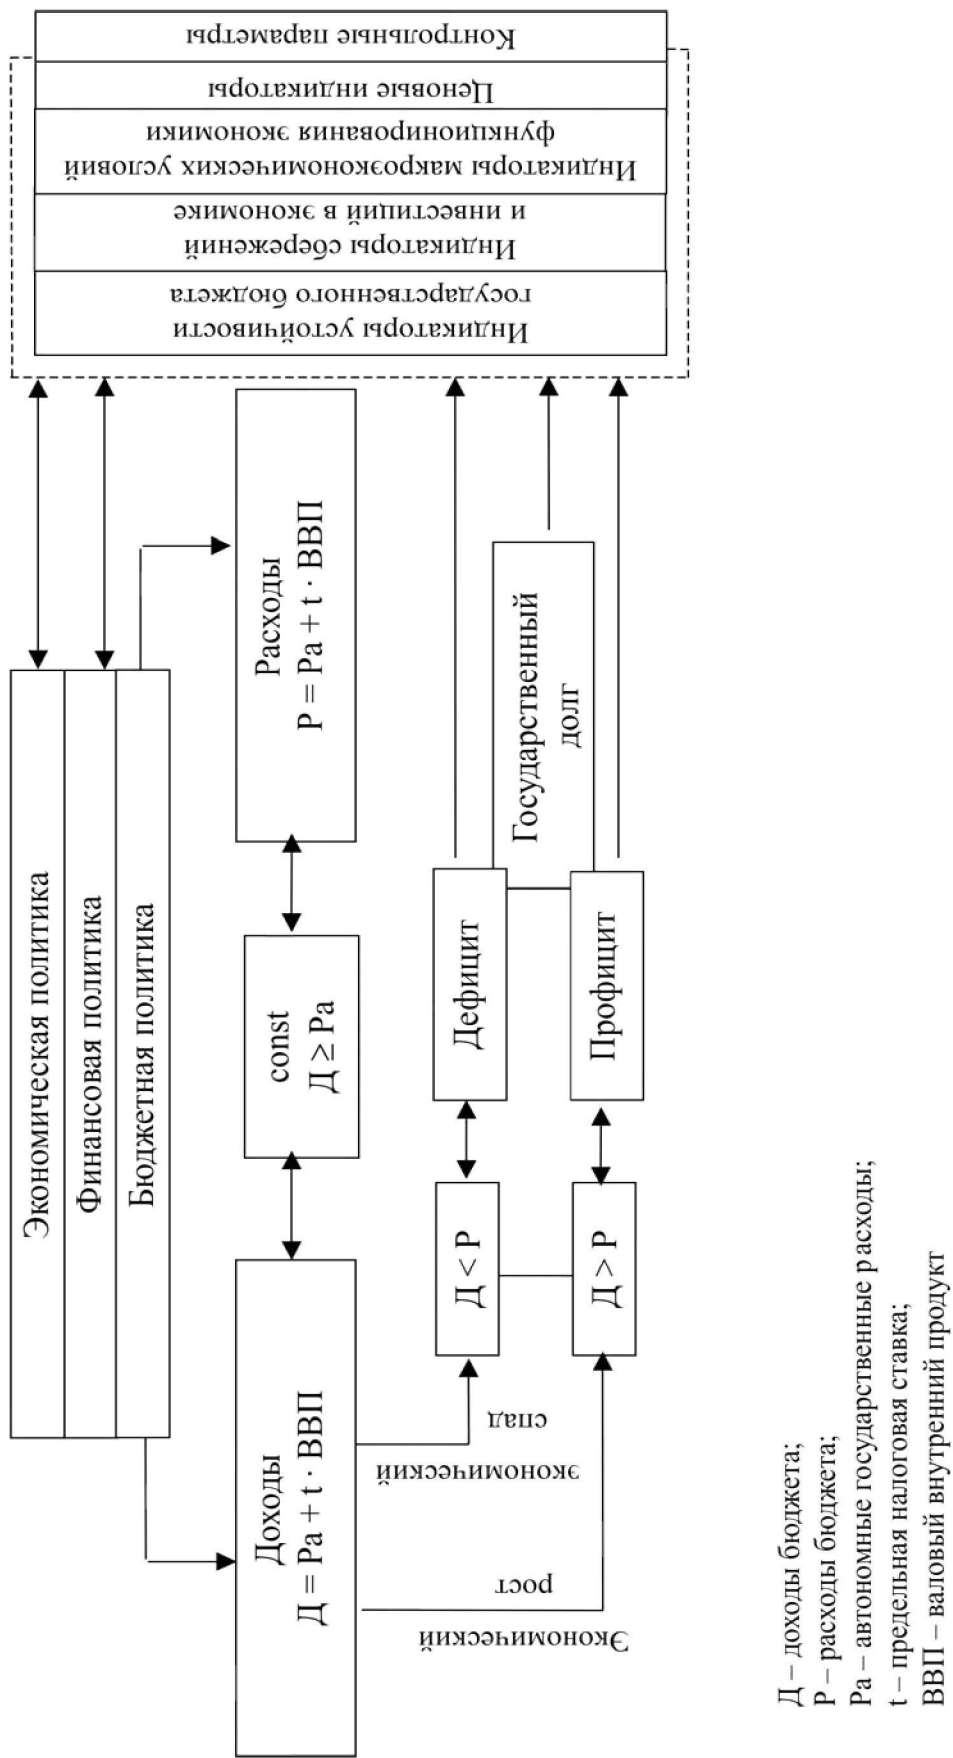 Экономическая политика
Финансовая политика
Бюджетная политика
Доходы
Д = Ра + t · ВВП
const
Д ≥ Ра
Расходы
Р = Ра + t · ВВП
экономический
спад
Экономический
рост
Д < Р
Д > Р
Дефицит
Профицит
Государственный
долг
Контрольные параметры
Ценовые индикаторы
Индикаторы макроэкономических условий
функционирования экономики
Индикаторы сбережений
и инвестиций в экономике
Индикаторы устойчивости
государственного бюджета
Д – доходы бюджета;
Р – расходы бюджета;
Ра – автономные государственные расходы;
t – предельная налоговая ставка;
ВВП – валовый внутренний продукт